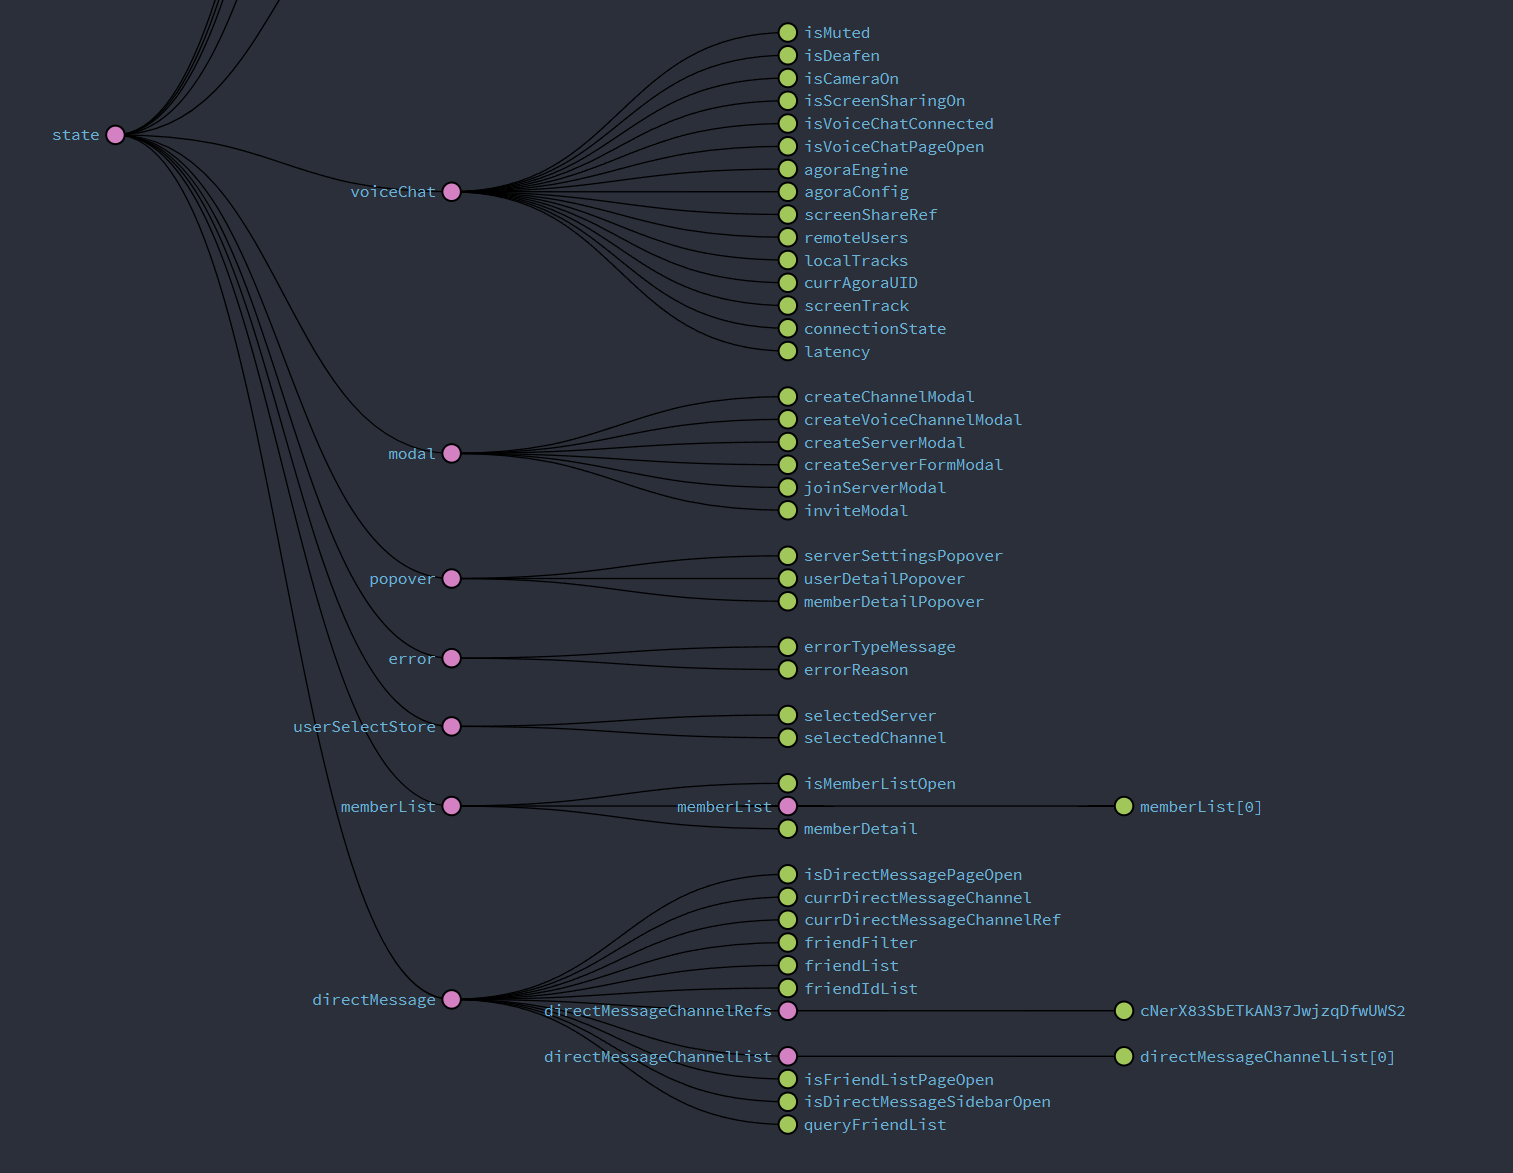 state
voiceChat
isMuted
isDeafen
isCameraOn
isScreenSharingOn
isVoiceChatConnected
isVoiceChatPageOpen
agoraEngine
agoraConfig
screenShareRef
remoteUsers
localTracks
currAgoraUID
screenTrack
connectionState
latency
modal
createChannelModal
createVoiceChannelModal
createServerModal
createServerFormModal
joinServerModal
inviteModal
popover
serverSettingsPopover
userDetailPopover
memberDetailPopover
error
errorTypeMessage
errorReason
userSelectStore
selectedServer
selectedChannel
memberList
isMemberListOpen
memberList
memberList[0]
memberDetail
directMessage
isDirectMessagePageOpen
currDirectMessageChannel
currDirectMessageChannelRef
friendFilter
friendList
friendIdList
directMessageChannelRefs
cNerX83SbETkAN37JwjzqDfwUWS2
directMessageChannelList
directMessageChannelList[0]
isFriendListPageOpen
isDirectMessageSidebarOpen
queryFriendList